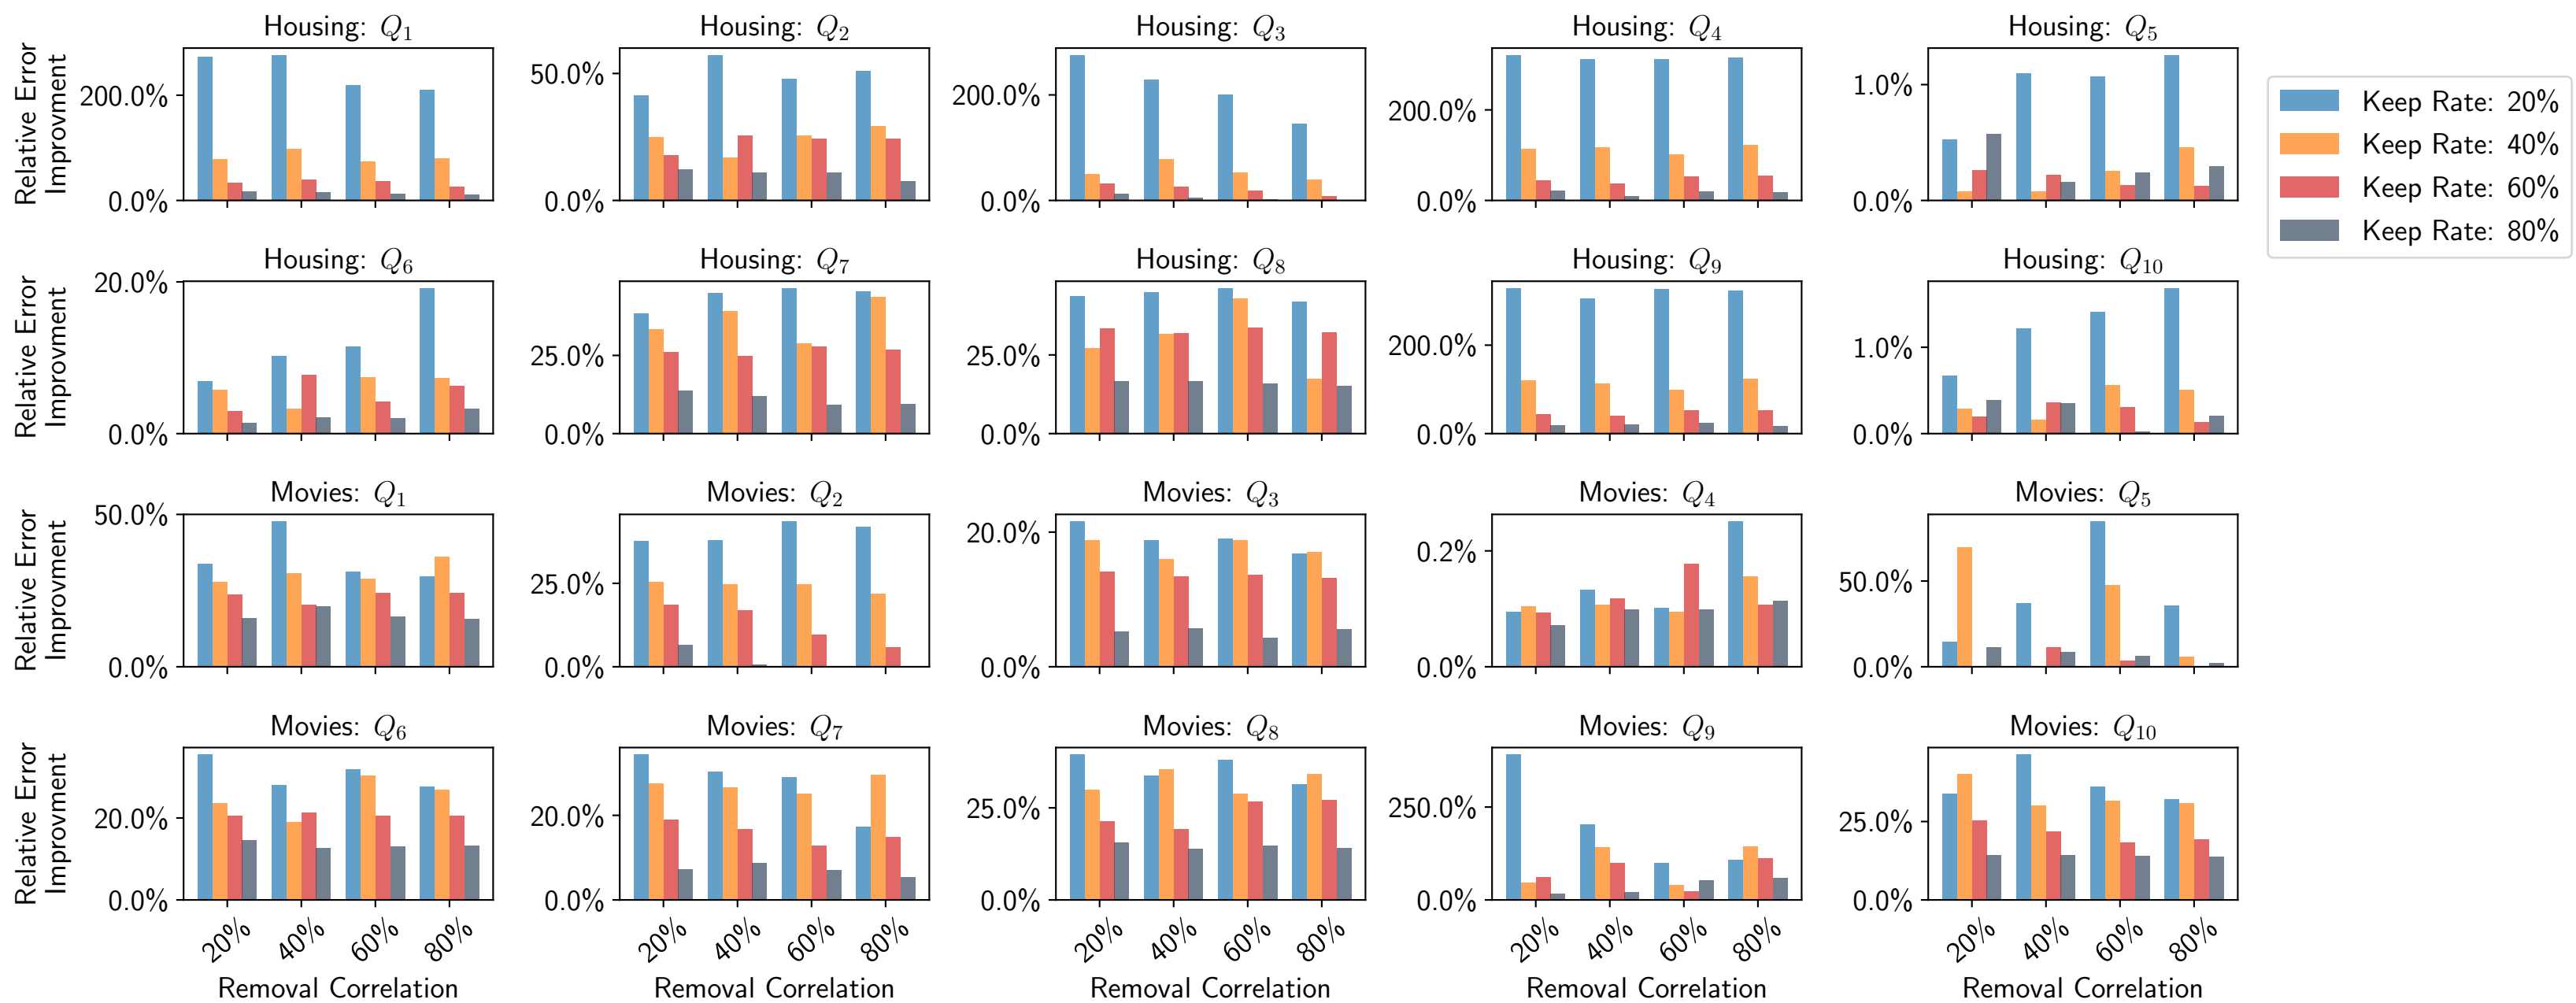 Housing: Q1
Housing: Q2
Housing: Q3
Housing: Q4
Housing: Q5
Relative Error
Improvment
200.0%
0.0%
50.0%
0.0%
200.0%
0.0%
200.0%
0.0%
1.0%
0.0%
Keep Rate: 20%
Keep Rate: 40%
Keep Rate: 60%
Keep Rate: 80%
Housing: Q6
Housing: Q7
Housing: Q8
Housing: Q9
Housing: Q10
Relative Error
Improvment
20.0%
0.0%
25.0%
0.0%
25.0%
0.0%
200.0%
0.0%
1.0%
0.0%
Movies: Q1
Movies: Q2
Movies: Q3
Movies: Q4
Movies: Q5
Relative Error
Improvment
50.0%
0.0%
25.0%
0.0%
20.0%
0.0%
0.2%
0.0%
50.0%
0.0%
Movies: Q6
Movies: Q7
Movies: Q8
Movies: Q9
Movies: Q10
Relative Error
Improvment
20.0%
0.0%
20.0%
0.0%
25.0%
0.0%
250.0%
0.0%
25.0%
0.0%
20% 40% 60% 80%
20% 40% 60% 80%
20% 40% 60% 80%
20% 40% 60% 80%
20% 40% 60% 80%
Removal Correlation
Removal Correlation
Removal Correlation
Removal Correlation
Removal Correlation